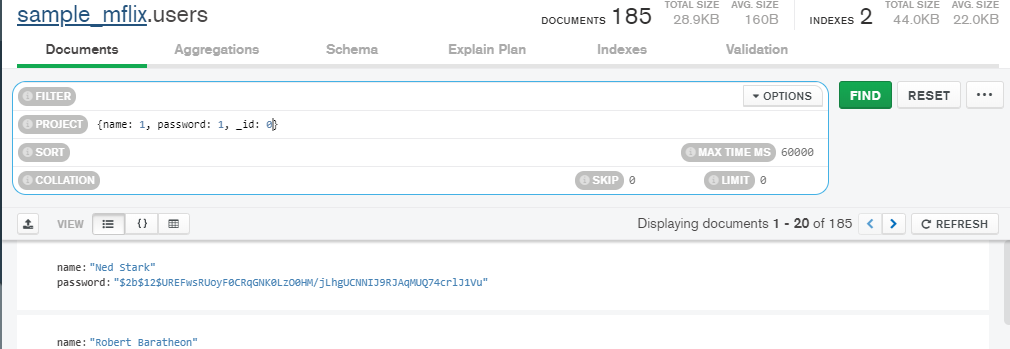 sample_mflix.users
DOCUMENTS 185 TOTAL SIZE 28.9KB AVG. SIZE 160B INDEXES 2 TOTAL SIZE 44.0KB AVG. SIZE 22.0KB
Documents Aggregations Schema Explain Plan Indexes Validation
FILTER OPTIONS FIND RESET ...
PROJECT {name: 1, password: 1, _id: 0}
SORT MAX TIME MS 60000
COLLATION SKIP 0 LIMIT 0
VIEW {} Displaying documents 1 - 20 of 185 < > REFRESH
name: "Ned Stark"
password: "$2b$12$UREFwsRUoyF0CRqGNK0LzO0HM/jLhgUCNNIJ9RJAqMUQ74crlJ1Vu"
name: "Robert Baratheon"